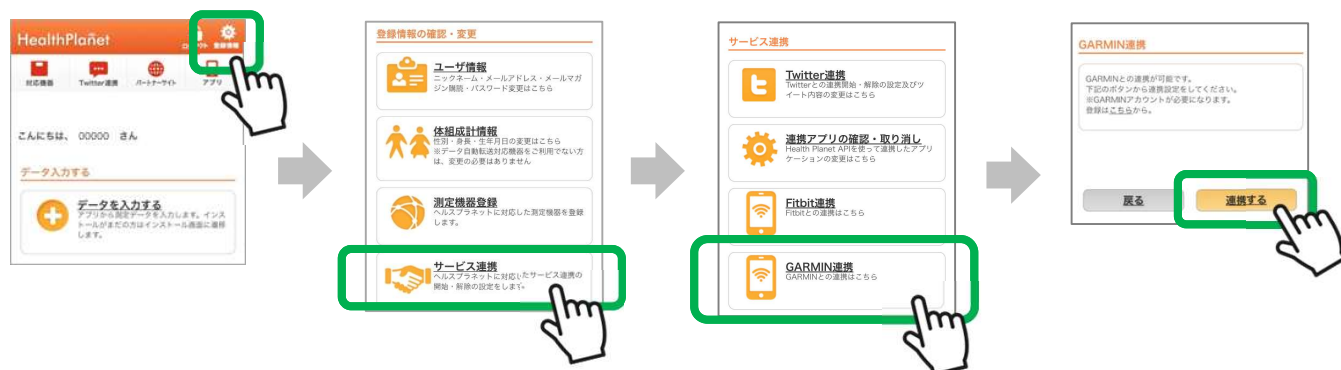 HealthPlanet
登録情報
対応機器
Twitter連携
パートナーサイト
アプリ
こんにちは、 00000 さん
データ入力する
データを入力する
アプリから測定データを入力します。インス
トールがまだの方はインストール画面に遷移
します。
登録情報の確認・変更
ユーザ情報
ニックネーム・メールアドレス・メールマガ
ジン購読・パスワード変更はこちら
体組成計情報
性別・身長・生年月日の変更はこちら
※データ自動転送対応機器をご利用でない方
は、変更の必要はありません
測定機器登録
ヘルスプラネットに対応した測定機器を登録
します。
サービス連携
ヘルスプラネットに対応したサービス連携の
開始・解除の設定をします。
サービス連携
Twitter連携
Twitterとの連携開始・解除の設定及びツ
イート内容の変更はこちら
連携アプリの確認・取り消し
Health Planet APIを使って連携したアプリ
ケーションの変更はこちら
Fitbit連携
Fitbitとの連携はこちら
GARMIN連携
GARMINとの連携はこちら
GARMIN連携
GARMINとの連携が可能です。
下記のボタンから連携設定をしてください。
※GARMINアカウントが必要になります。
登録はこちらから。
戻る
連携する